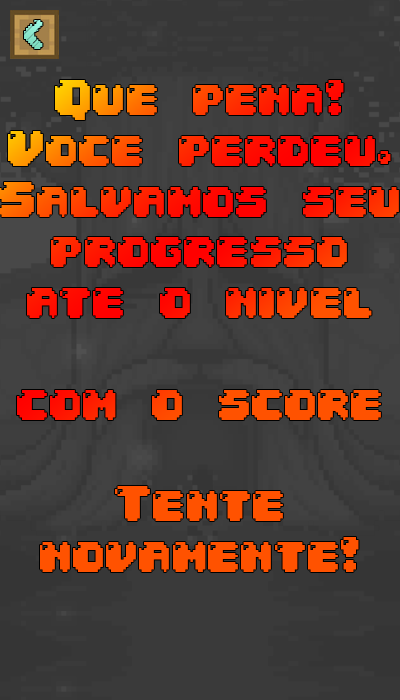 Que pena!
Voce perdeu.
Salvamos seu
progresso
ate o nivel
com o score
Tente
novamente!